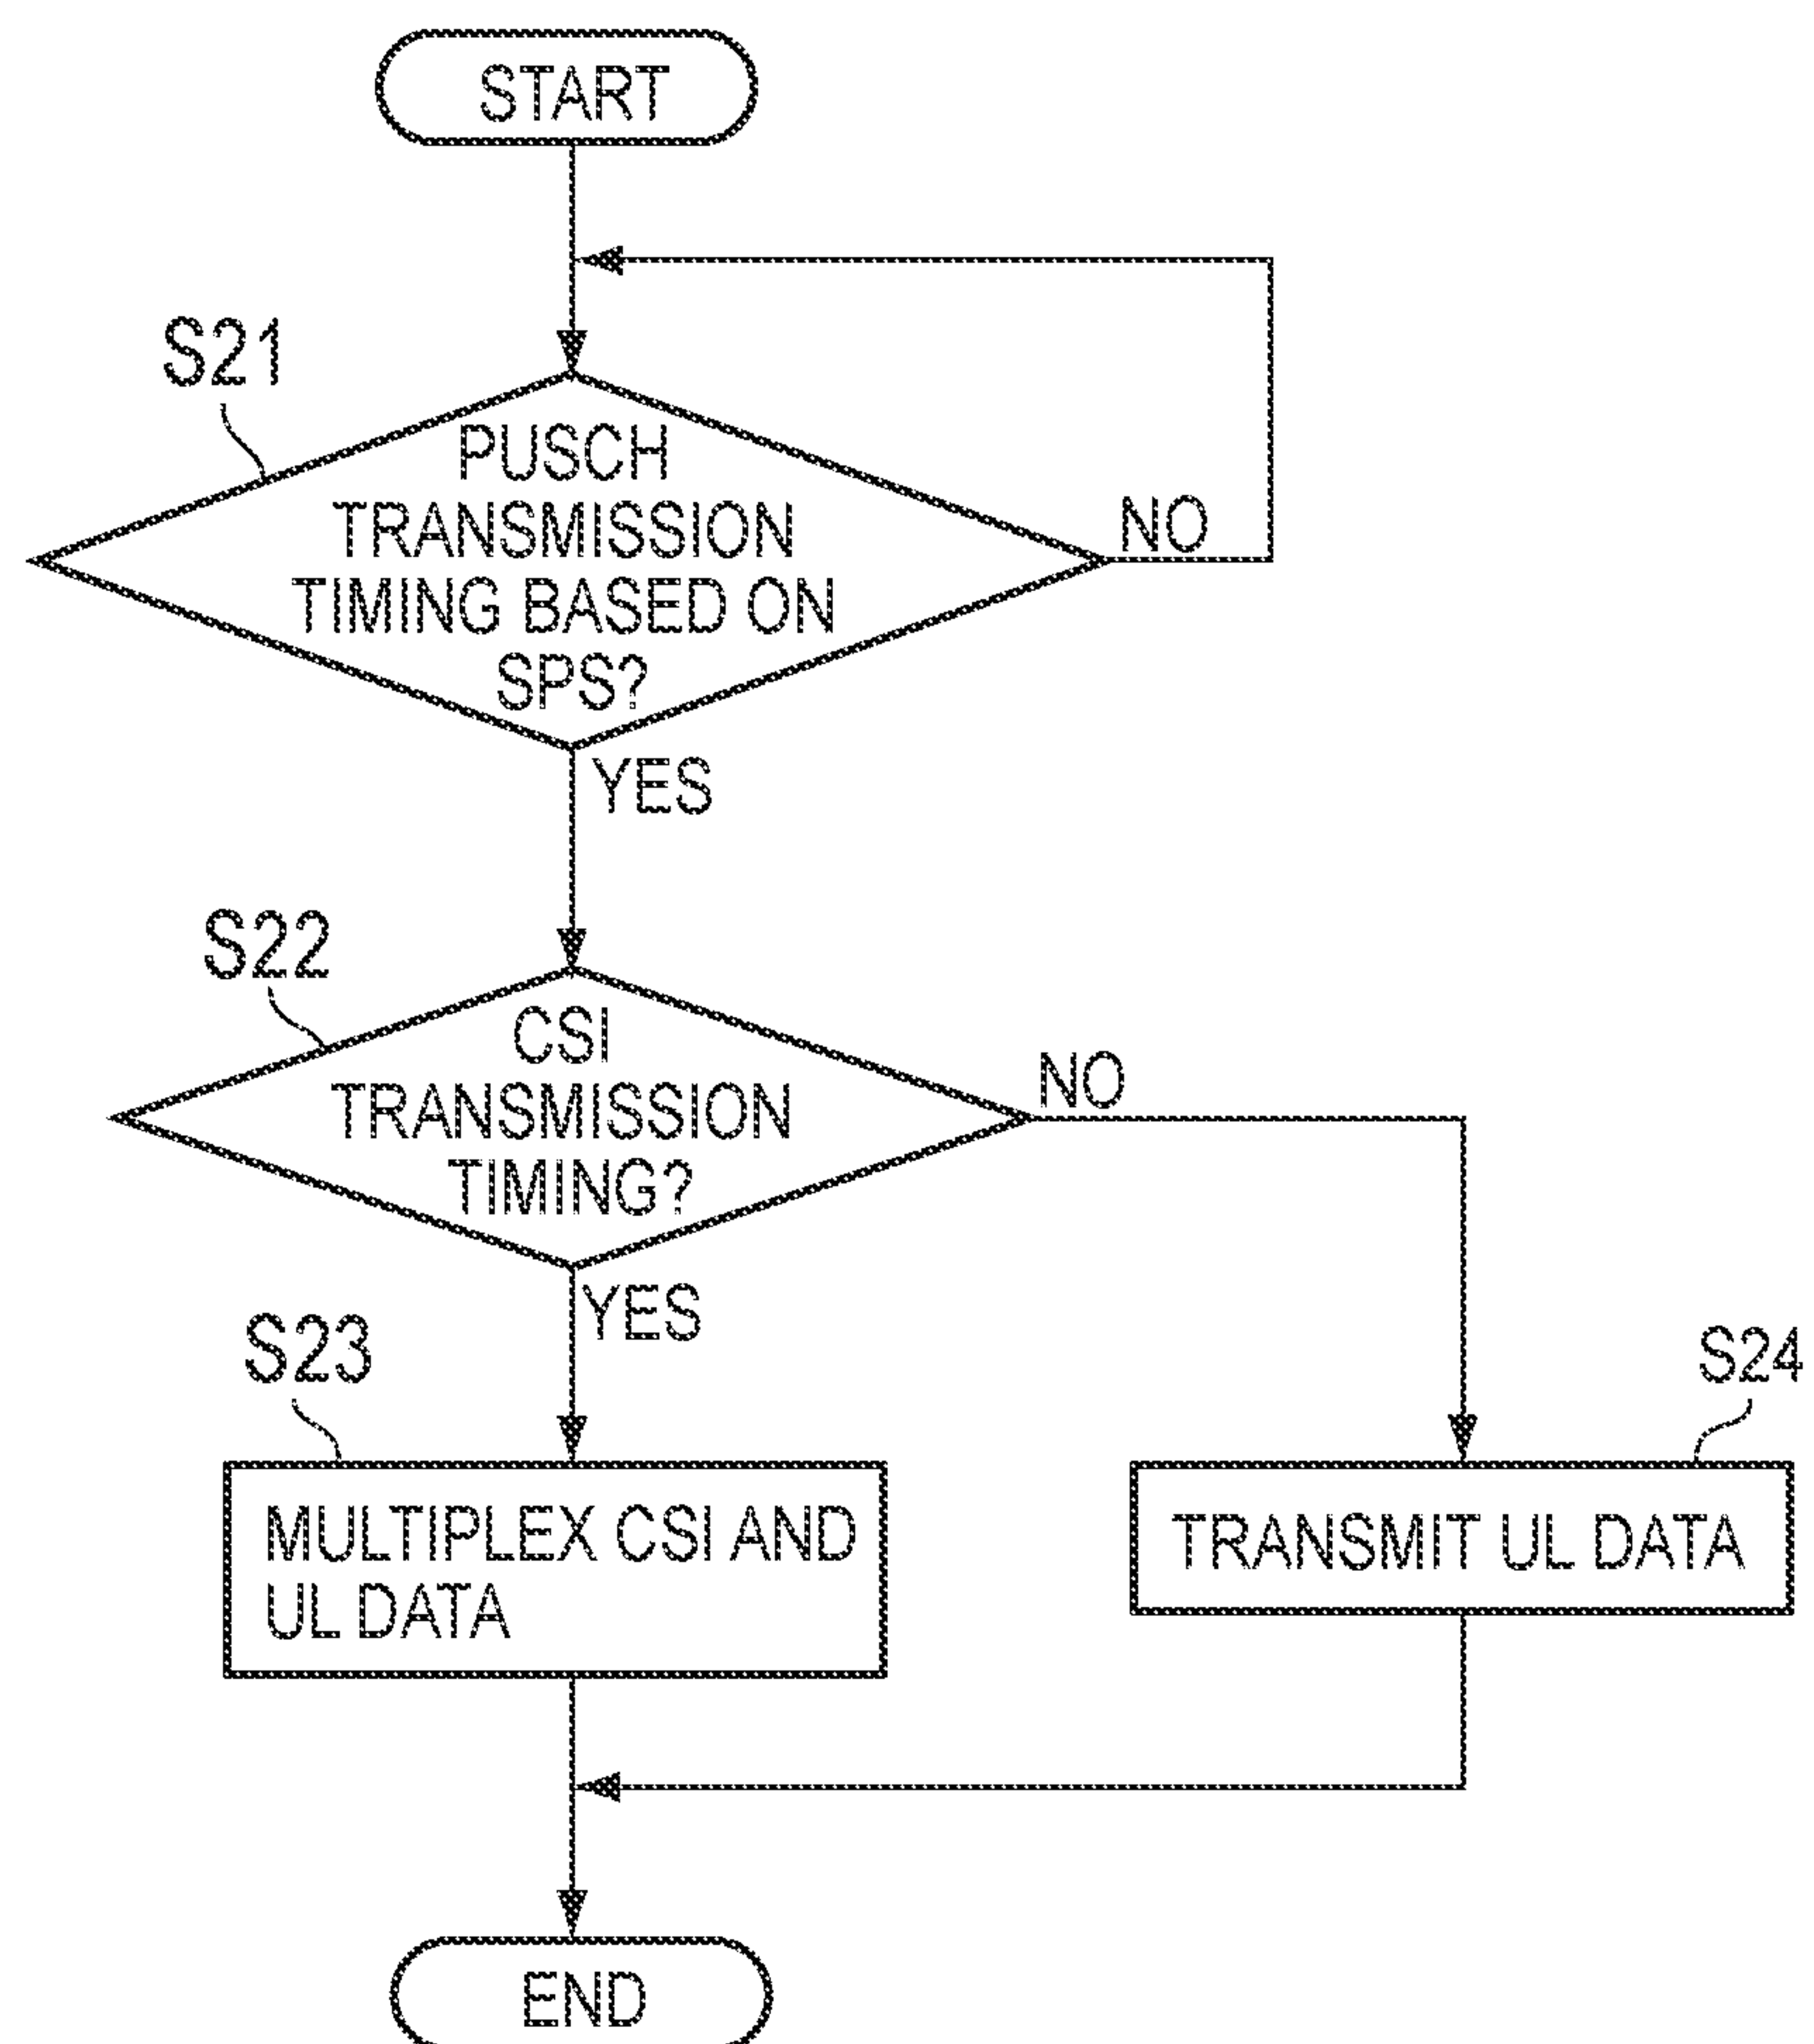 START
S21
PUSCH
TRANSMISSION
TIMING BASED ON
SPS?
NO
YES
S22
CSI
TRANSMISSION
TIMING?
NO
YES
S23
S24
MULTIPLEX CSI AND
UL DATA
TRANSMIT UL DATA
END